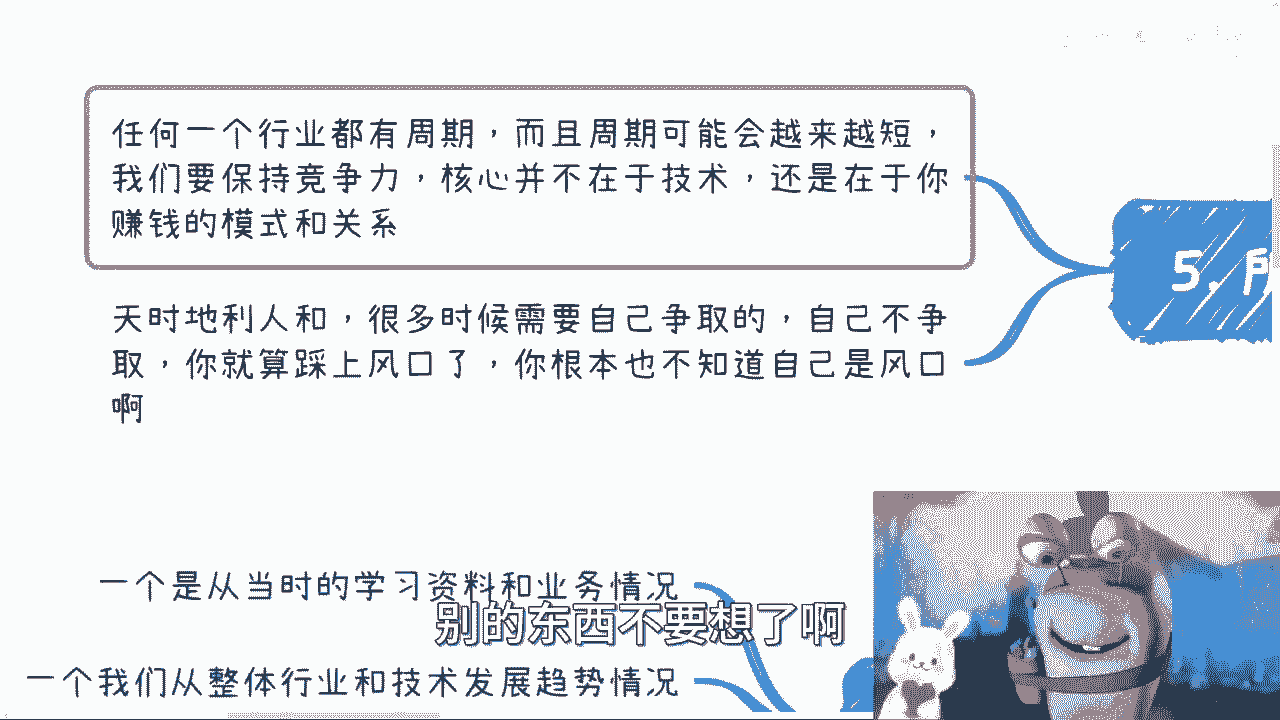 任何一个行业都有周期，而且周期可能会越来越短，
我们要保持竞争力，核心并不在于技术，还是在于你
赚钱的模式和关系
5.
天时地利人和，很多时候需要自己争取的，自己不争
取，你就算踩上风口了，你根本也不知道自己是风口
啊
一个是从当时的学习资料和业务情况
别的东西不要想了啊
一个我们从整体行业和技术发展趋势情况